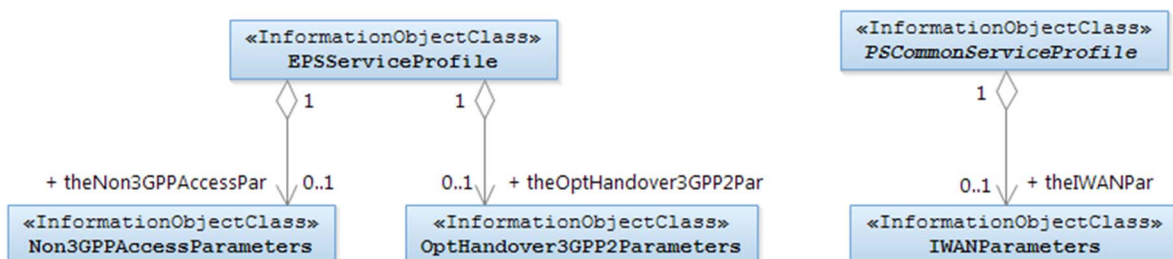 «InformationObjectClass»
EPSServiceProfile
«InformationObjectClass»
PSCommonServiceProfile
1
1
1
+ theNon3GPPAccessPar
0..1
0..1
+ theOptHandover3GPP2Par
0..1
+ theIWANPar
«InformationObjectClass»
Non3GPPAccessParameters
«InformationObjectClass»
OptHandover3GPP2Parameters
«InformationObjectClass»
IWANParameters